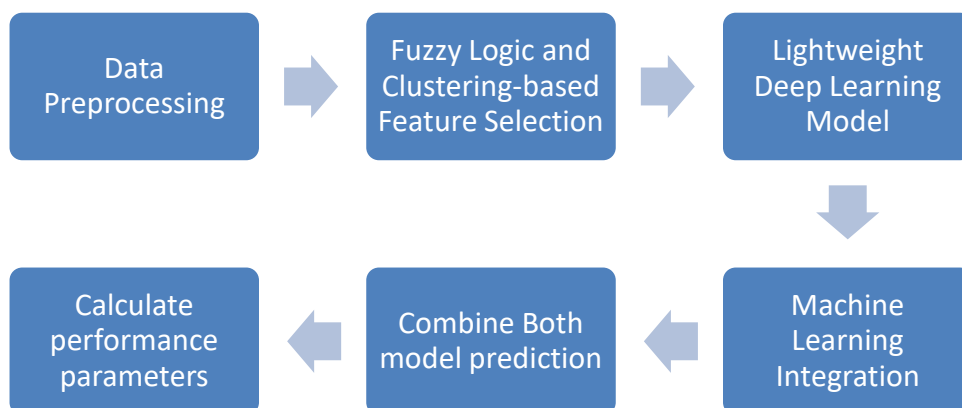 Data
Preprocessing
Fuzzy Logic and
Clustering-based
Feature Selection
Lightweight
Deep Learning
Model
Machine
Learning
Integration
Combine Both
model prediction
Calculate
performance
parameters